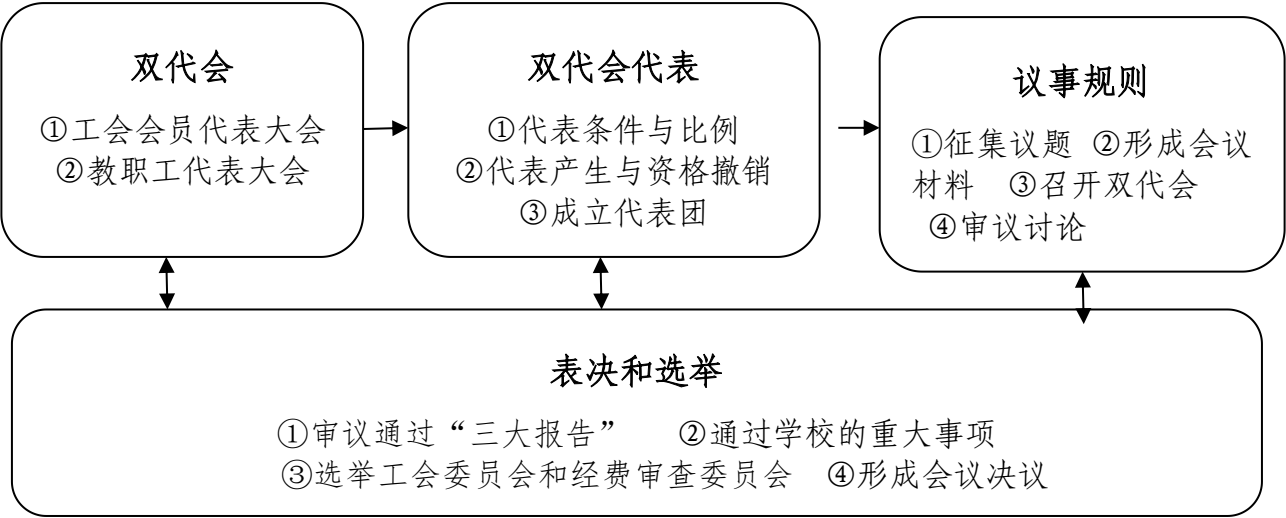 双代会
①工会会员代表大会
②教职工代表大会
双代会代表
①代表条件与比例
②代表产生与资格撤销
③成立代表团
议事规则
①征集议题 ②形成会议
材料 ③召开双代会
④审议讨论
表决和选举
①审议通过“三大报告” ②通过学校的重大事项
③选举工会委员会和经费审查委员会 ④形成会议决议